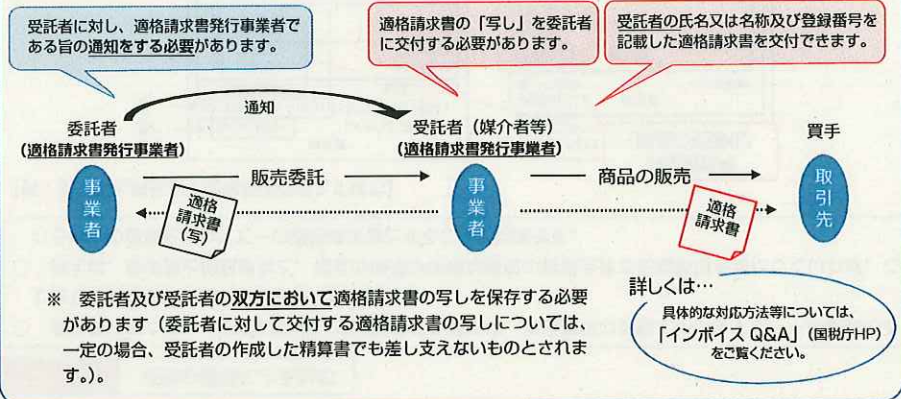 受託者に対し、適格請求書発行事業者で
ある旨の通知をする必要があります。
適格請求書の「写し」を委託者
に交付する必要があります。
受託者の氏名又は名称及び登録番号を
記載した適格請求書を交付できます。
通知
委託者
(適格請求書発行事業者)
受託者(媒介者等)
(適格請求書発行事業者)
買手
事業者
販売委託
事業者
商品の販売
取引先
適格
請求書
(写)
適格
請求書
※ 委託者及び受託者の双方において適格請求書の写しを保存する必要
があります(委託者に対して交付する適格請求書の写しについては、
一定の場合、受託者の作成した精算書でも差し支えないものとされま
す。)。
詳しくは…
具体的な対応方法等については、
「インボイス Q&A」(国税庁HP)
をご覧ください。